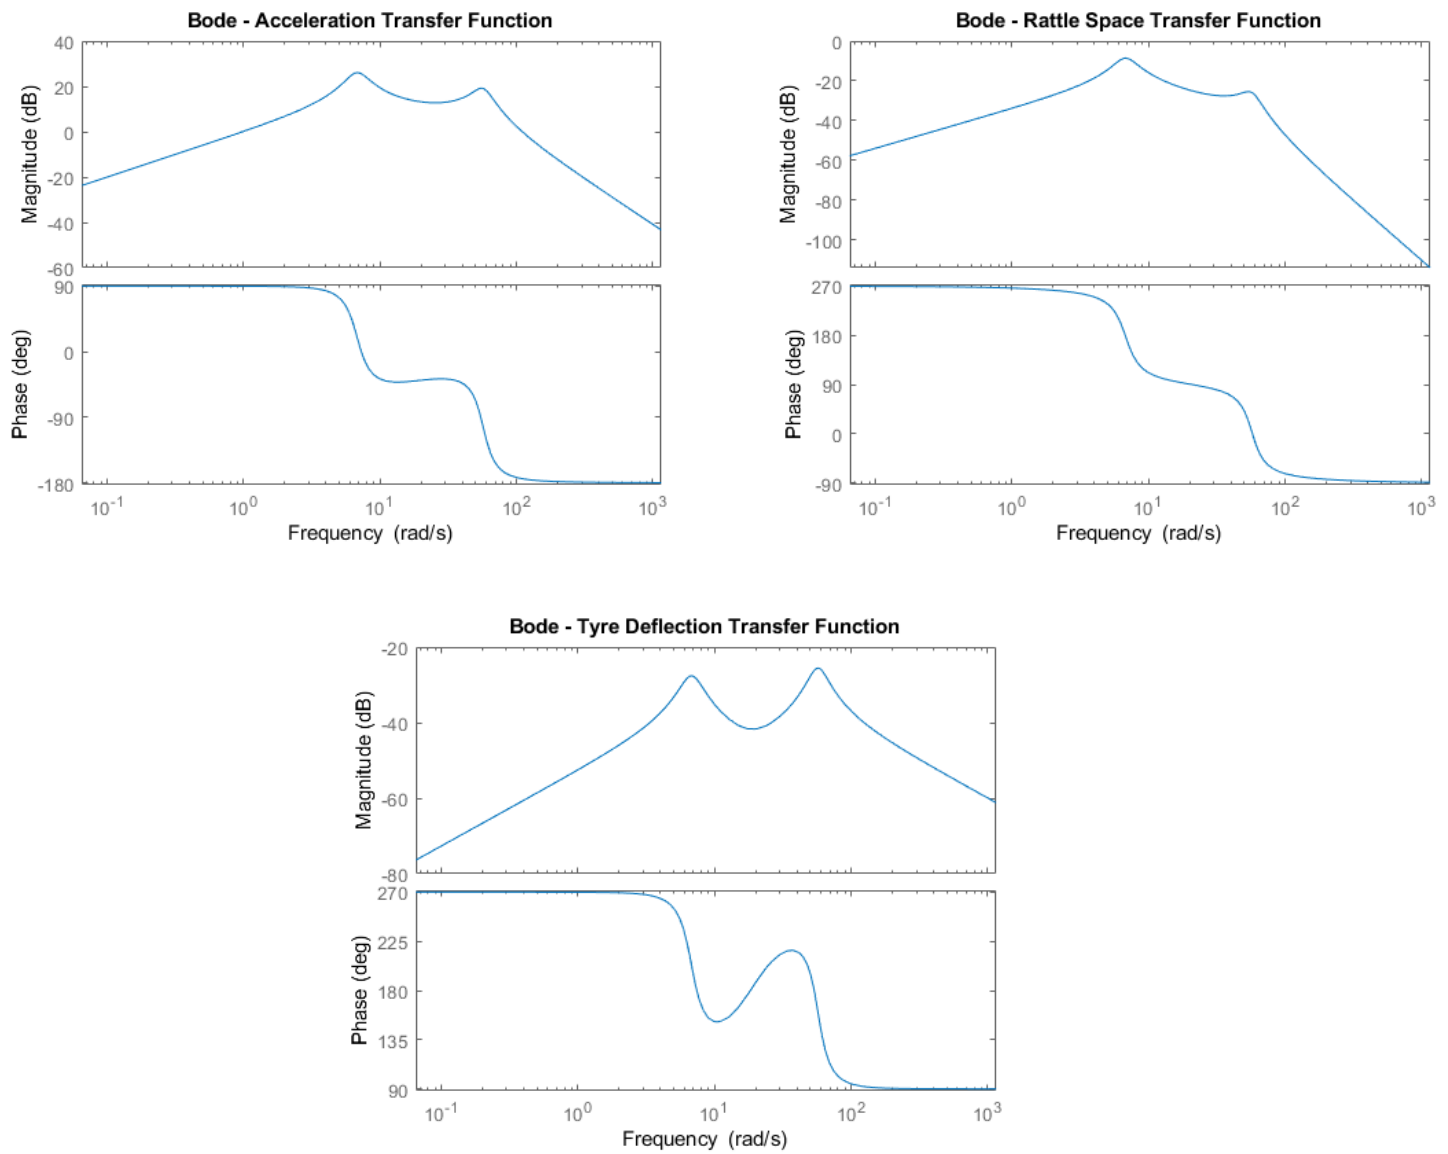 Bode - Acceleration Transfer Function
Magnitude (dB)
40
20
0
-20
-40
-60
Phase (deg)
90
0
-90
-180
10^-1 10^0 10^1 10^2 10^3
Frequency (rad/s)
Bode - Rattle Space Transfer Function
Magnitude (dB)
0
-20
-40
-60
-80
-100
Phase (deg)
270
180
90
0
-90
10^-1 10^0 10^1 10^2 10^3
Frequency (rad/s)
Bode - Tyre Deflection Transfer Function
Magnitude (dB)
-20
-40
-60
-80
Phase (deg)
270
225
180
135
90
10^-1 10^0 10^1 10^2 10^3
Frequency (rad/s)